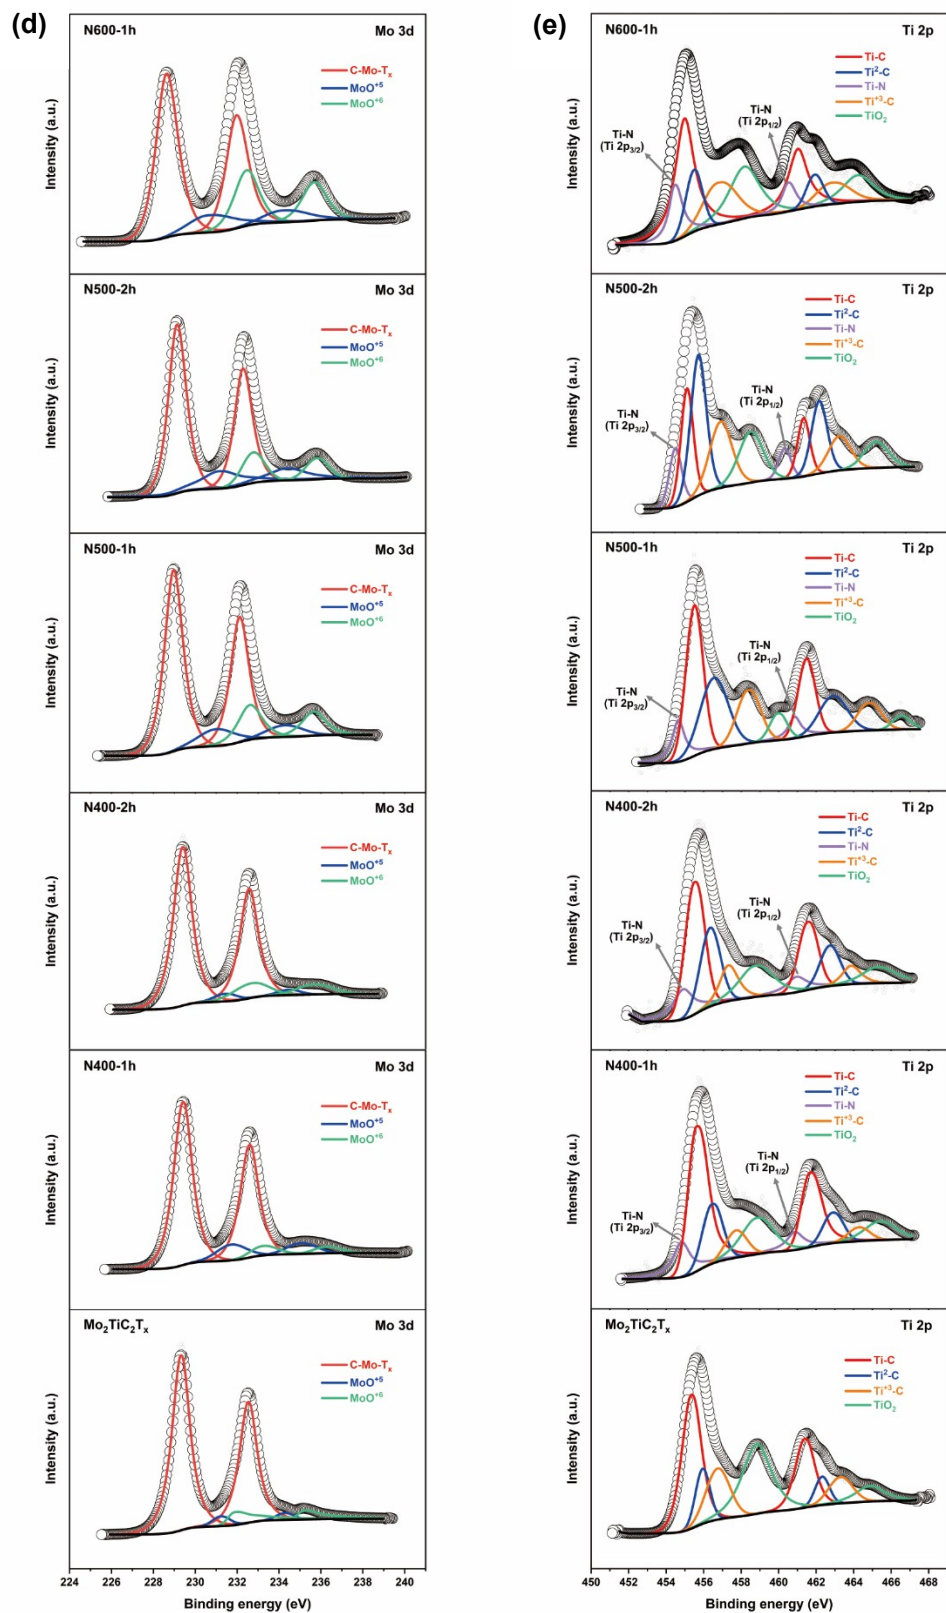 (d)
N600-1h
Mo 3d
C-Mo-Tₓ
MoO⁺⁵
MoO⁺⁶
Intensity (a.u.)
N500-2h
Mo 3d
C-Mo-Tₓ
MoO⁺⁵
MoO⁺⁶
Intensity (a.u.)
N500-1h
Mo 3d
C-Mo-Tₓ
MoO⁺⁵
MoO⁺⁶
Intensity (a.u.)
N400-2h
Mo 3d
C-Mo-Tₓ
MoO⁺⁵
MoO⁺⁶
Intensity (a.u.)
N400-1h
Mo 3d
C-Mo-Tₓ
MoO⁺⁵
MoO⁺⁶
Intensity (a.u.)
Mo₂TiC₂Tₓ
Mo 3d
C-Mo-Tₓ
MoO⁺⁵
MoO⁺⁶
Intensity (a.u.)
224 226 228 230 232 234 236 238 240
Binding energy (eV)
(e)
N600-1h
Ti 2p
Ti-C
Ti²-C
Ti-N
Ti⁺³-C
TiO₂
Ti-N
(Ti 2p₃/₂)
Ti-N
(Ti 2p₁/₂)
Intensity (a.u.)
N500-2h
Ti 2p
Ti-C
Ti²-C
Ti-N
Ti⁺³-C
TiO₂
Ti-N
(Ti 2p₃/₂)
Ti-N
(Ti 2p₁/₂)
Intensity (a.u.)
N500-1h
Ti 2p
Ti-C
Ti²-C
Ti-N
Ti⁺³-C
TiO₂
Ti-N
(Ti 2p₃/₂)
Ti-N
(Ti 2p₁/₂)
Intensity (a.u.)
N400-2h
Ti 2p
Ti-C
Ti²-C
Ti-N
Ti⁺³-C
TiO₂
Ti-N
(Ti 2p₃/₂)
Ti-N
(Ti 2p₁/₂)
Intensity (a.u.)
N400-1h
Ti 2p
Ti-C
Ti²-C
Ti-N
Ti⁺³-C
TiO₂
Ti-N
(Ti 2p₃/₂)
Ti-N
(Ti 2p₁/₂)
Intensity (a.u.)
Mo₂TiC₂Tₓ
Ti 2p
Ti-C
Ti²-C
Ti⁺³-C
TiO₂
Intensity (a.u.)
450 452 454 456 458 460 462 464 466 468
Binding energy (eV)